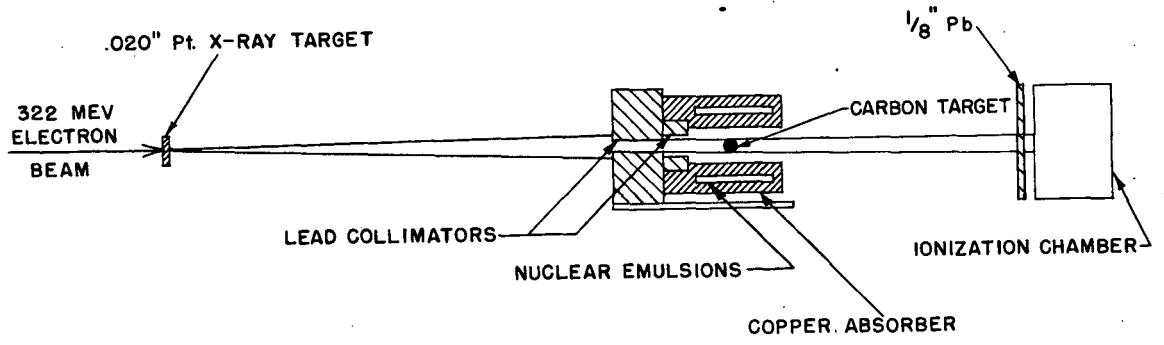 .020" Pt. X-RAY TARGET
1/8" Pb
322 MEV
ELECTRON
BEAM
CARBON TARGET
LEAD COLLIMATORS
NUCLEAR EMULSIONS
IONIZATION CHAMBER
COPPER. ABSORBER